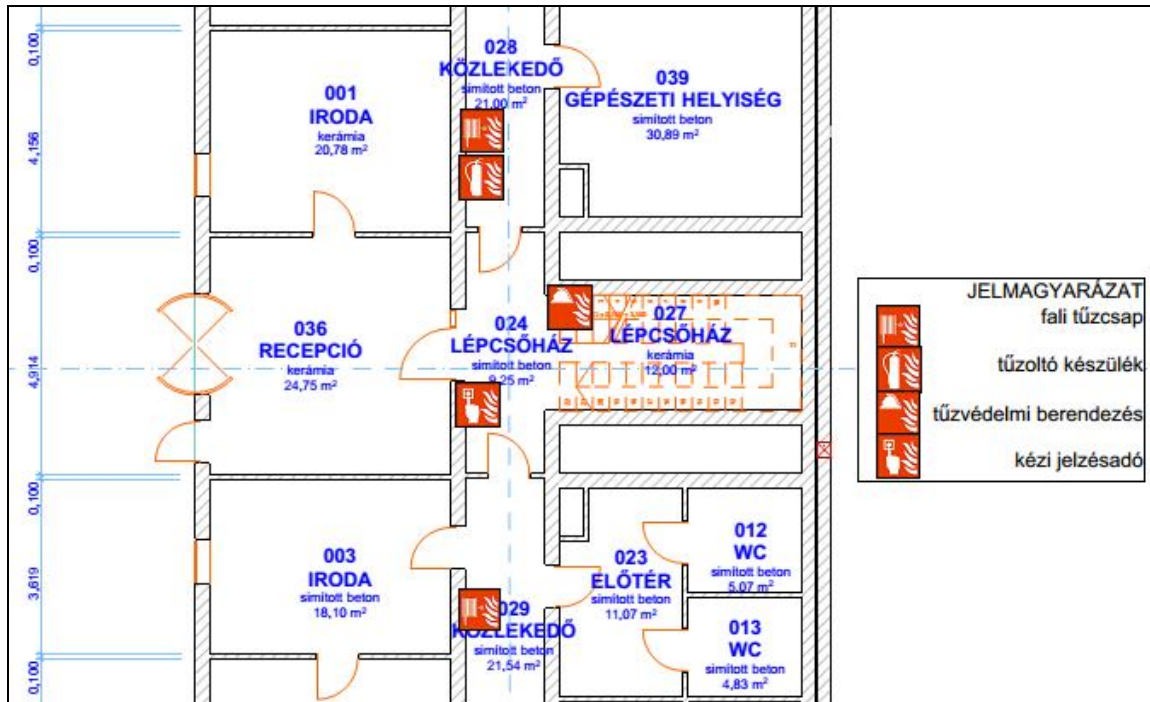 0,100
4,156
0,100
4,914
0,100
3,619
0,100
001
IRODA
kerámia
20,78 m²
028
KÖZLEKEDŐ
simított beton
21,00 m²
039
GÉPÉSZETI HELYISÉG
simított beton
30,89 m²
036
RECEPCIÓ
kerámia
24,75 m²
024
LÉPCSŐHÁZ
simított beton
9,25 m²
027
LÉPCSŐHÁZ
kerámia
12,00 m²
003
IRODA
simított beton
18,10 m²
029
KÖZLEKEDŐ
simított beton
21,54 m²
023
ELŐTÉR
simított beton
11,07 m²
012
WC
simított beton
5,07 m²
013
WC
simított beton
4,83 m²
JELMAGYARÁZAT
fali tűzcsap
tűzoltó készülék
tűzvédelmi berendezés
kézi jelzésadó